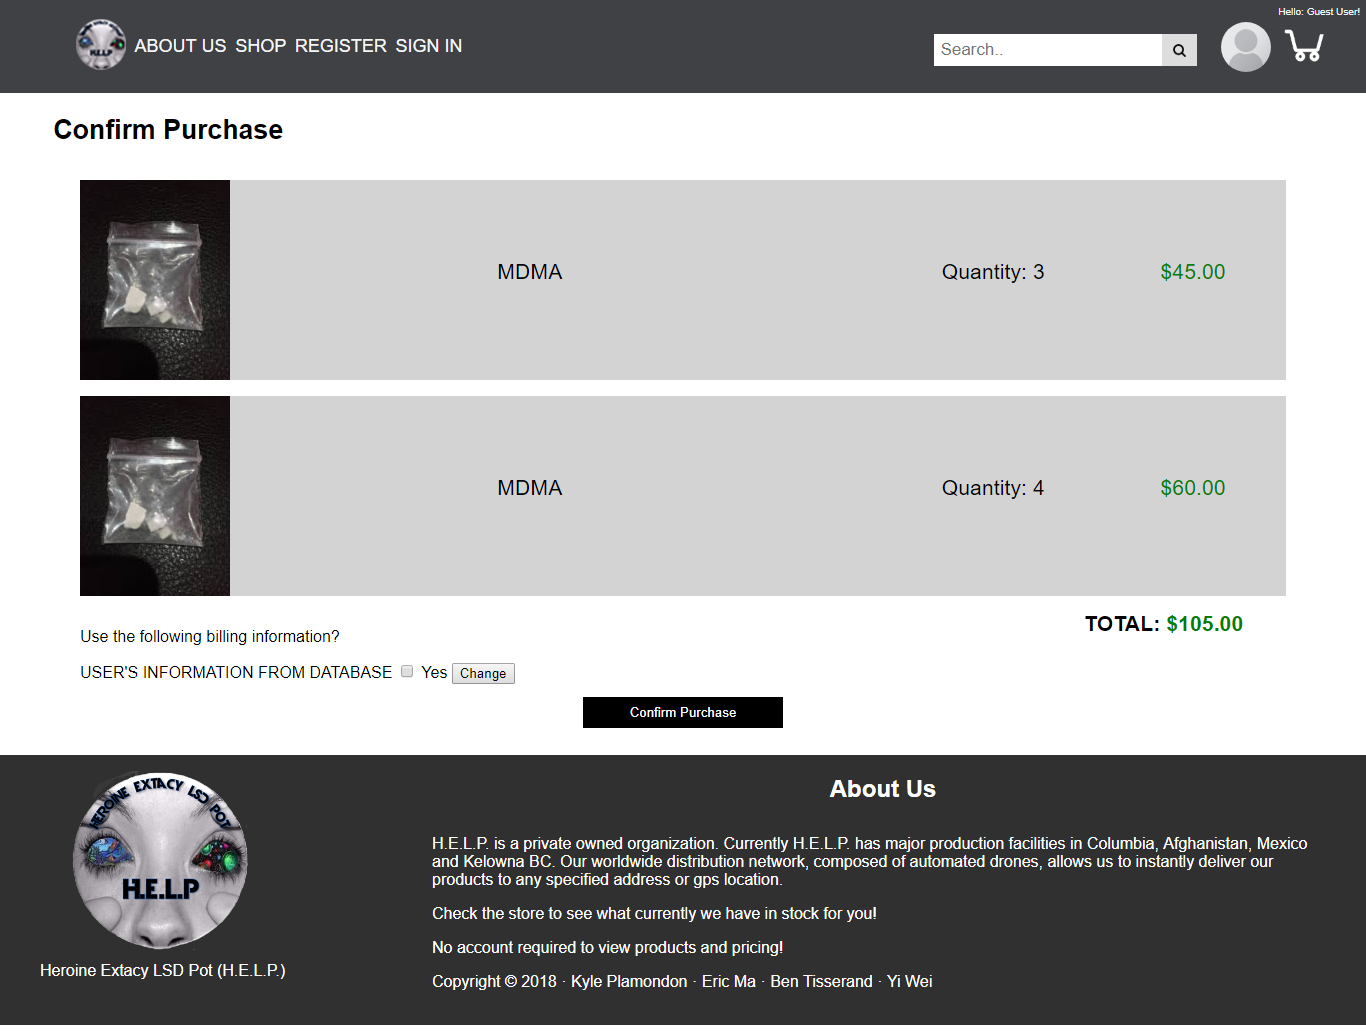 Hello: Guest User!
H.E.L.P
ABOUT US SHOP REGISTER SIGN IN
Search..
Confirm Purchase
MDMA Quantity: 3 $45.00
MDMA Quantity: 4 $60.00
TOTAL: $105.00
Use the following billing information?
USER'S INFORMATION FROM DATABASE Yes Change
Confirm Purchase
HEROINE EXTACY LSD POT
H.E.L.P
Heroine Extacy LSD Pot (H.E.L.P.)
About Us
H.E.L.P. is a private owned organization. Currently H.E.L.P. has major production facilities in Columbia, Afghanistan, Mexico
and Kelowna BC. Our worldwide distribution network, composed of automated drones, allows us to instantly deliver our
products to any specified address or gps location.
Check the store to see what currently we have in stock for you!
No account required to view products and pricing!
Copyright © 2018 · Kyle Plamondon · Eric Ma · Ben Tisserand · Yi Wei